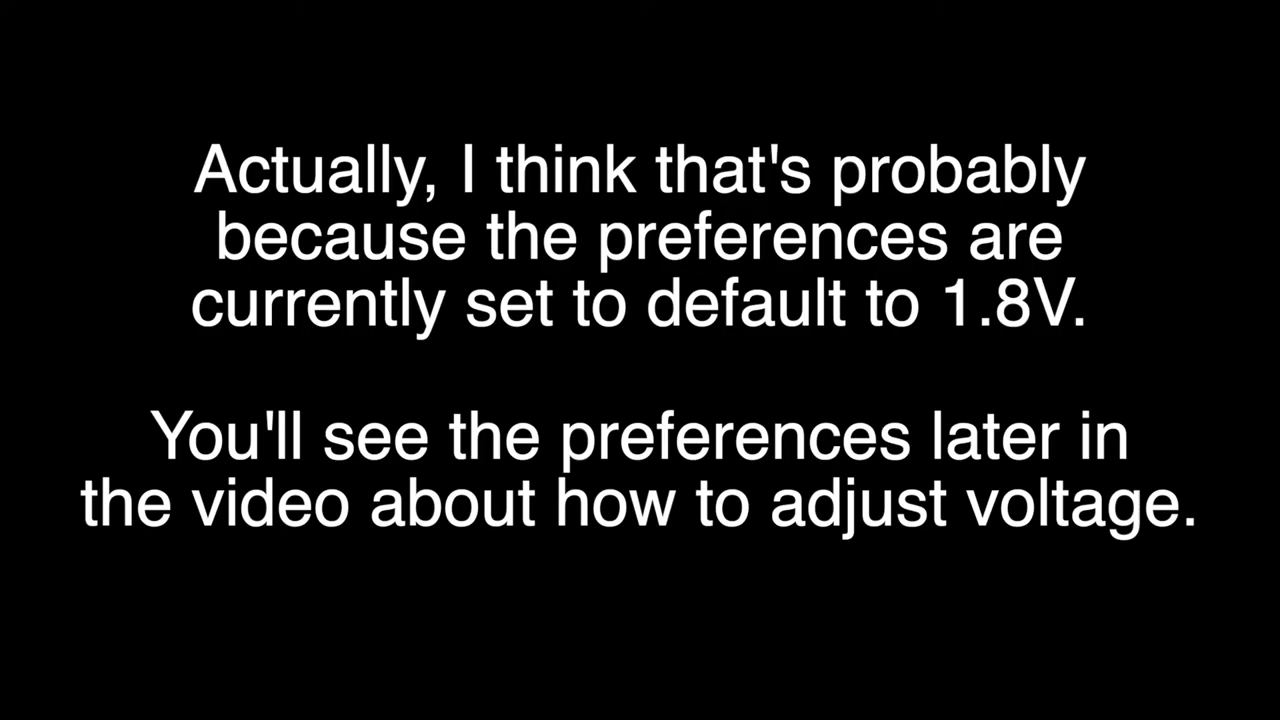 Actually, I think that's probably
because the preferences are
currently set to default to 1.8V.
You'll see the preferences later in
the video about how to adjust voltage.